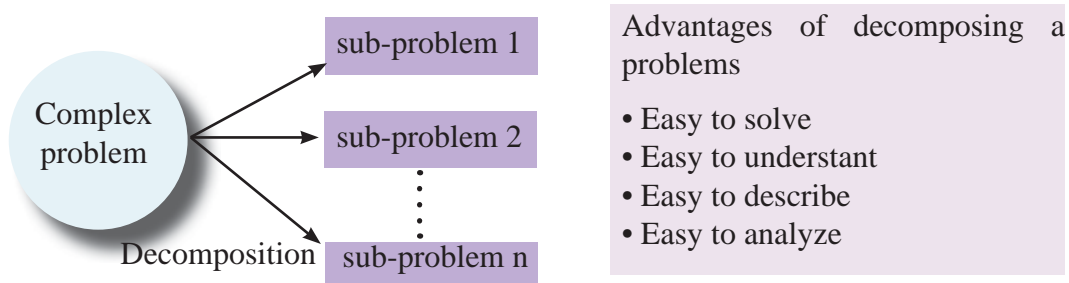 Complex
problem
sub-problem 1
sub-problem 2
sub-problem n
Decomposition
Advantages of decomposing a
problems
• Easy to solve
• Easy to understant
• Easy to describe
• Easy to analyze